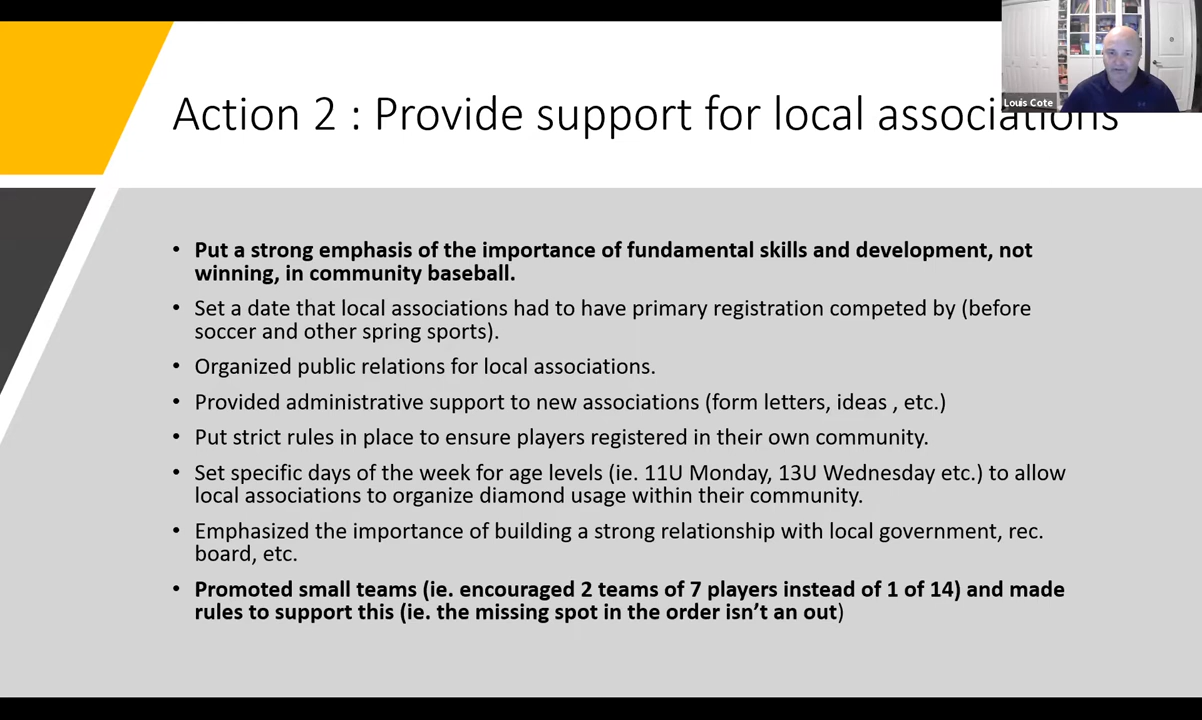 Louis Cote
Action 2 : Provide support for local associations
• Put a strong emphasis of the importance of fundamental skills and development, not
winning, in community baseball.
• Set a date that local associations had to have primary registration competed by (before
soccer and other spring sports).
• Organized public relations for local associations.
• Provided administrative support to new associations (form letters, ideas , etc.)
• Put strict rules in place to ensure players registered in their own community.
• Set specific days of the week for age levels (ie. 11U Monday, 13U Wednesday etc.) to allow
local associations to organize diamond usage within their community.
• Emphasized the importance of building a strong relationship with local government, rec.
board, etc.
• Promoted small teams (ie. encouraged 2 teams of 7 players instead of 1 of 14) and made
rules to support this (ie. the missing spot in the order isn’t an out)